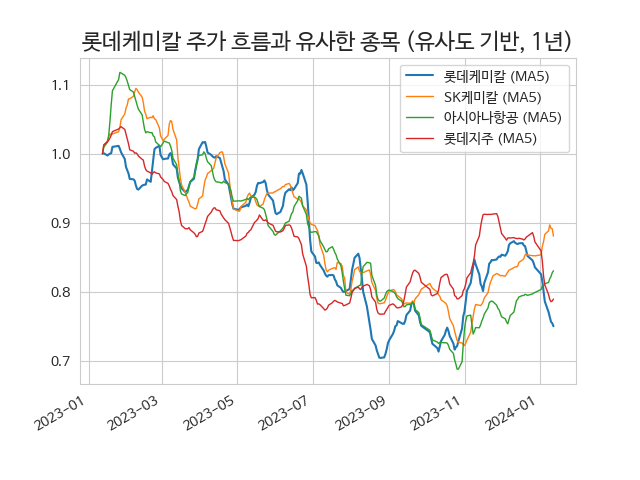 롯데케미칼 주가 흐름과 유사한 종목 (유사도 기반, 1년)
롯데케미칼 (MA5)
SK케미칼 (MA5)
아시아나항공 (MA5)
롯데지주 (MA5)
1.1
1.0
0.9
0.8
0.7
2023-01
2023-03
2023-05
2023-07
2023-09
2023-11
2024-01